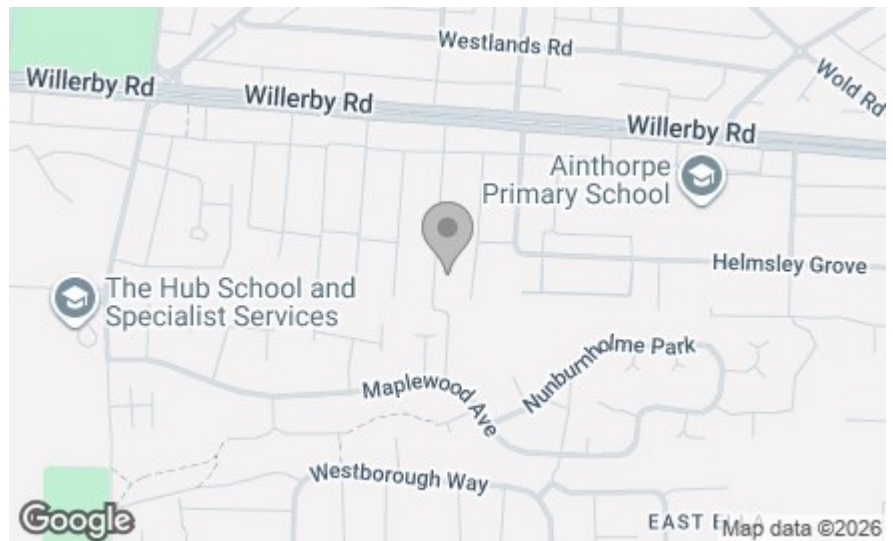 Westlands Rd
Willerby Rd
Willerby Rd
Wold Rd
Willerby Rd
Ainthorpe
Primary School
Helmsley Grove
The Hub School and
Specialist Services
Nunburnholme Park
Maplewood Ave
Westborough Way
EAST
Google
Map data ©2026